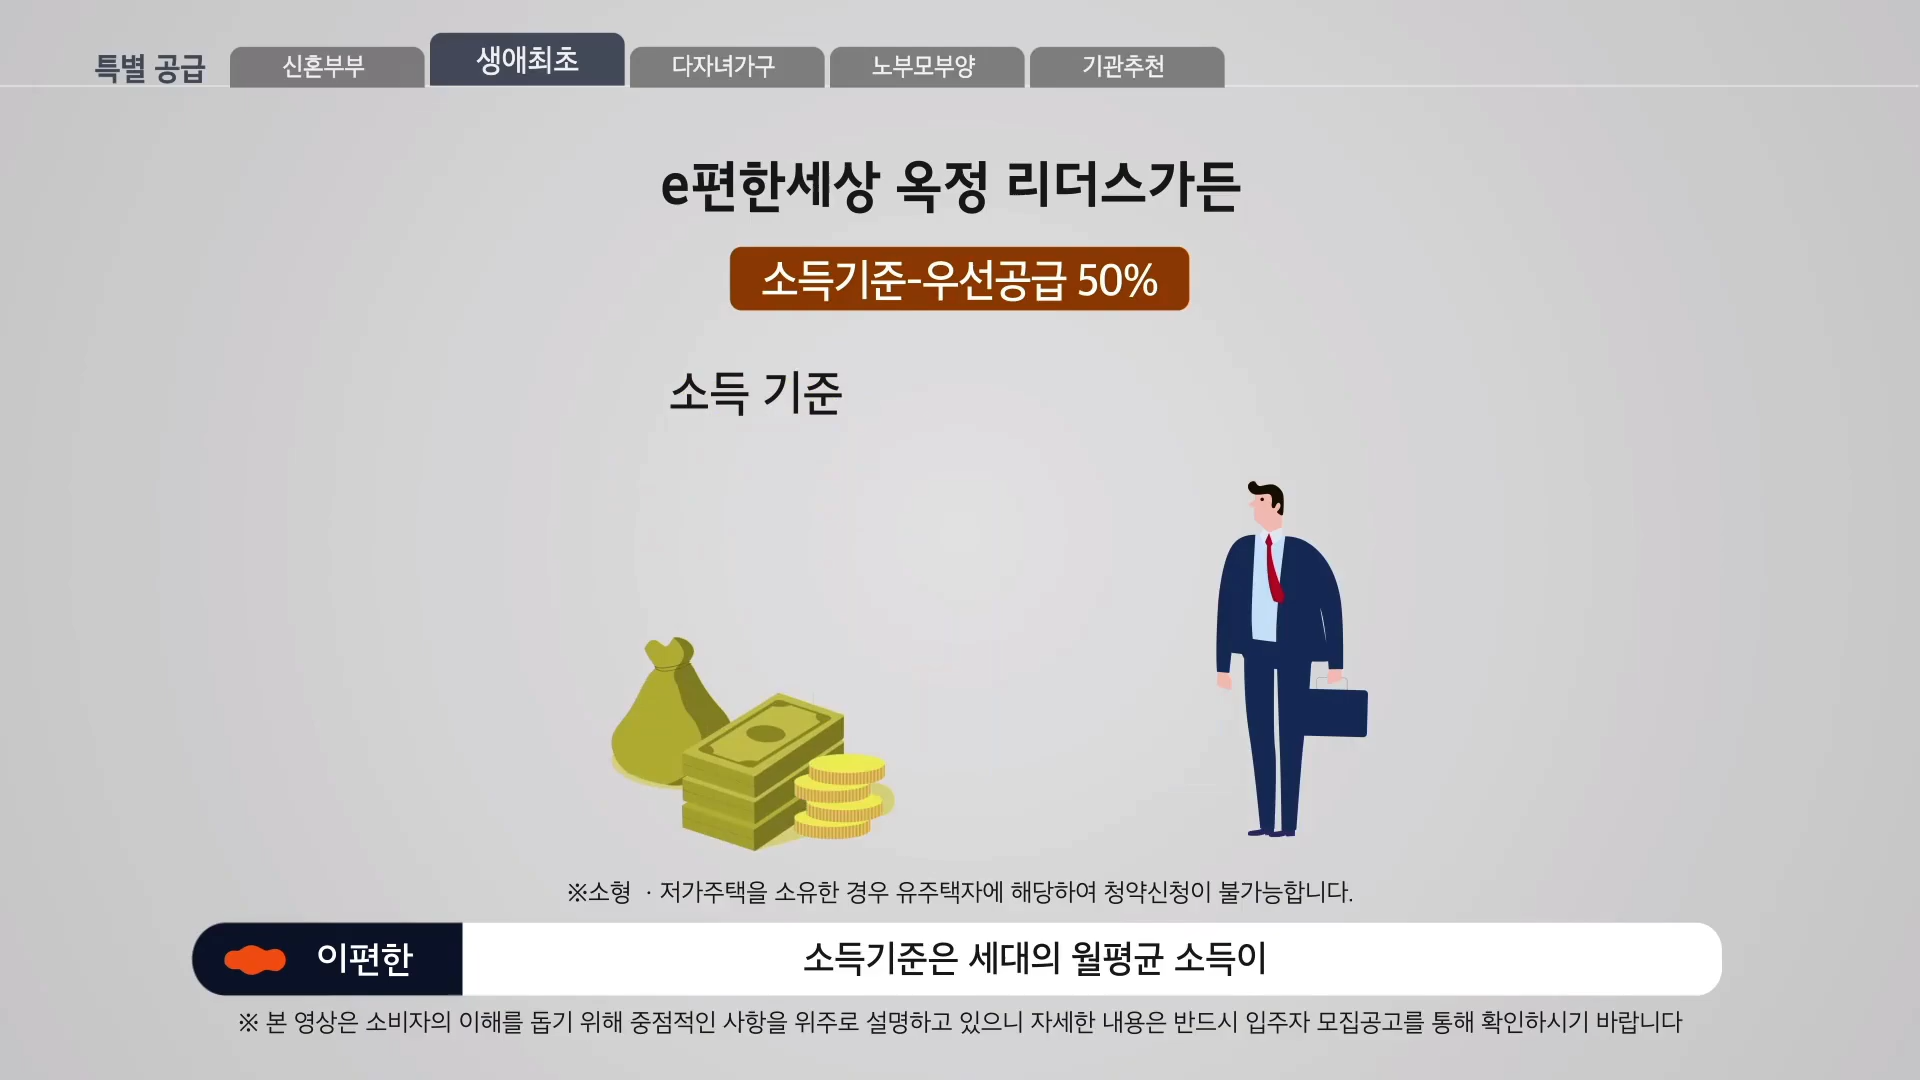 특별 공급 신혼부부 생애최초 다자녀가구 노부모부양 기관추천
e편한세상 옥정 리더스가든
소득기준-우선공급 50%
소득 기준
※소형 · 저가주택을 소유한 경우 유주택자에 해당하여 청약신청이 불가능합니다.
이편한 소득기준은 세대의 월평균 소득이
※ 본 영상은 소비자의 이해를 돕기 위해 중점적인 사항을 위주로 설명하고 있으니 자세한 내용은 반드시 입주자 모집공고를 통해 확인하시기 바랍니다